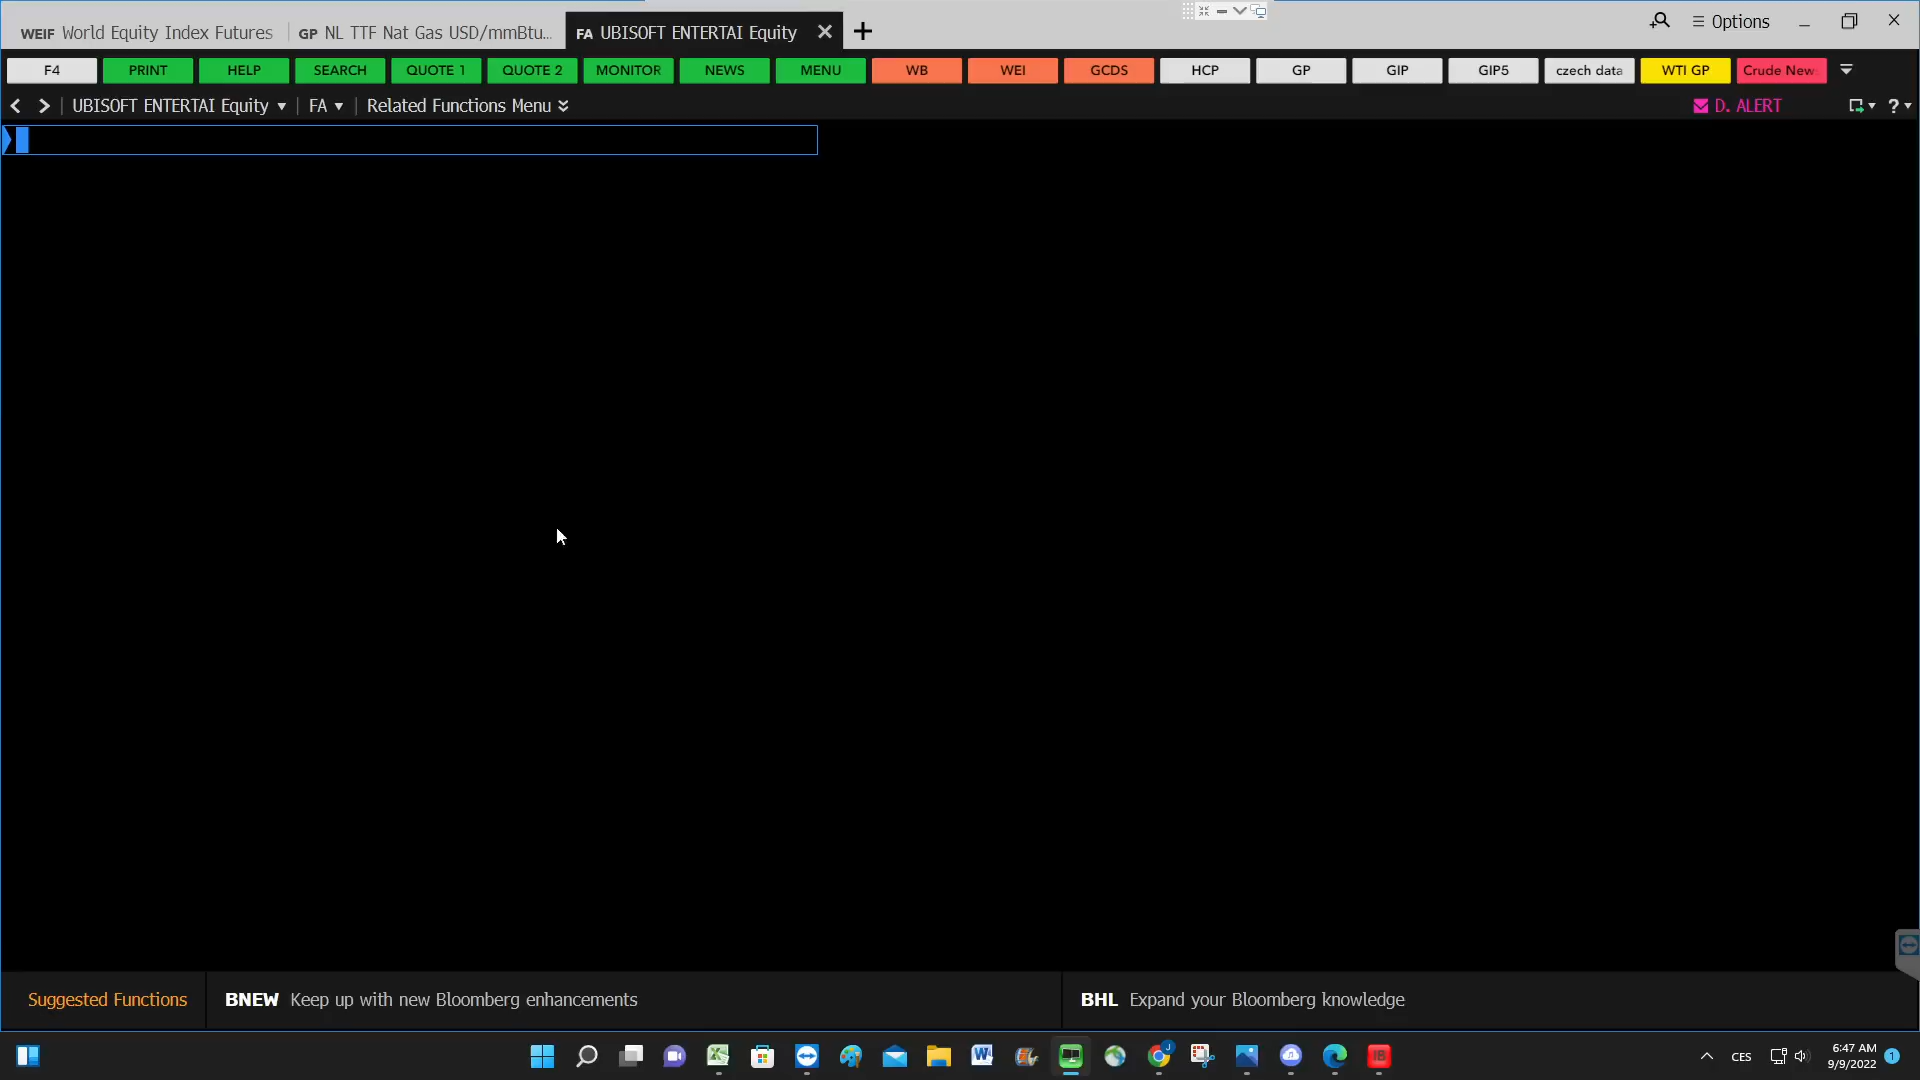 WEIF World Equity Index Futures GP NL TTF Nat Gas USD/mmBtu... FA UBISOFT ENTERTAI Equity
Options
F4 PRINT HELP SEARCH QUOTE 1 QUOTE 2 MONITOR NEWS MENU WB WEI GCDS HCP GP GIP GIP5 czech data WTI GP Crude New
UBISOFT ENTERTAI Equity FA Related Functions Menu D. ALERT ?
Suggested Functions BNEW Keep up with new Bloomberg enhancements BHL Expand your Bloomberg knowledge
IB
CES
6:47 AM
9/9/2022
1